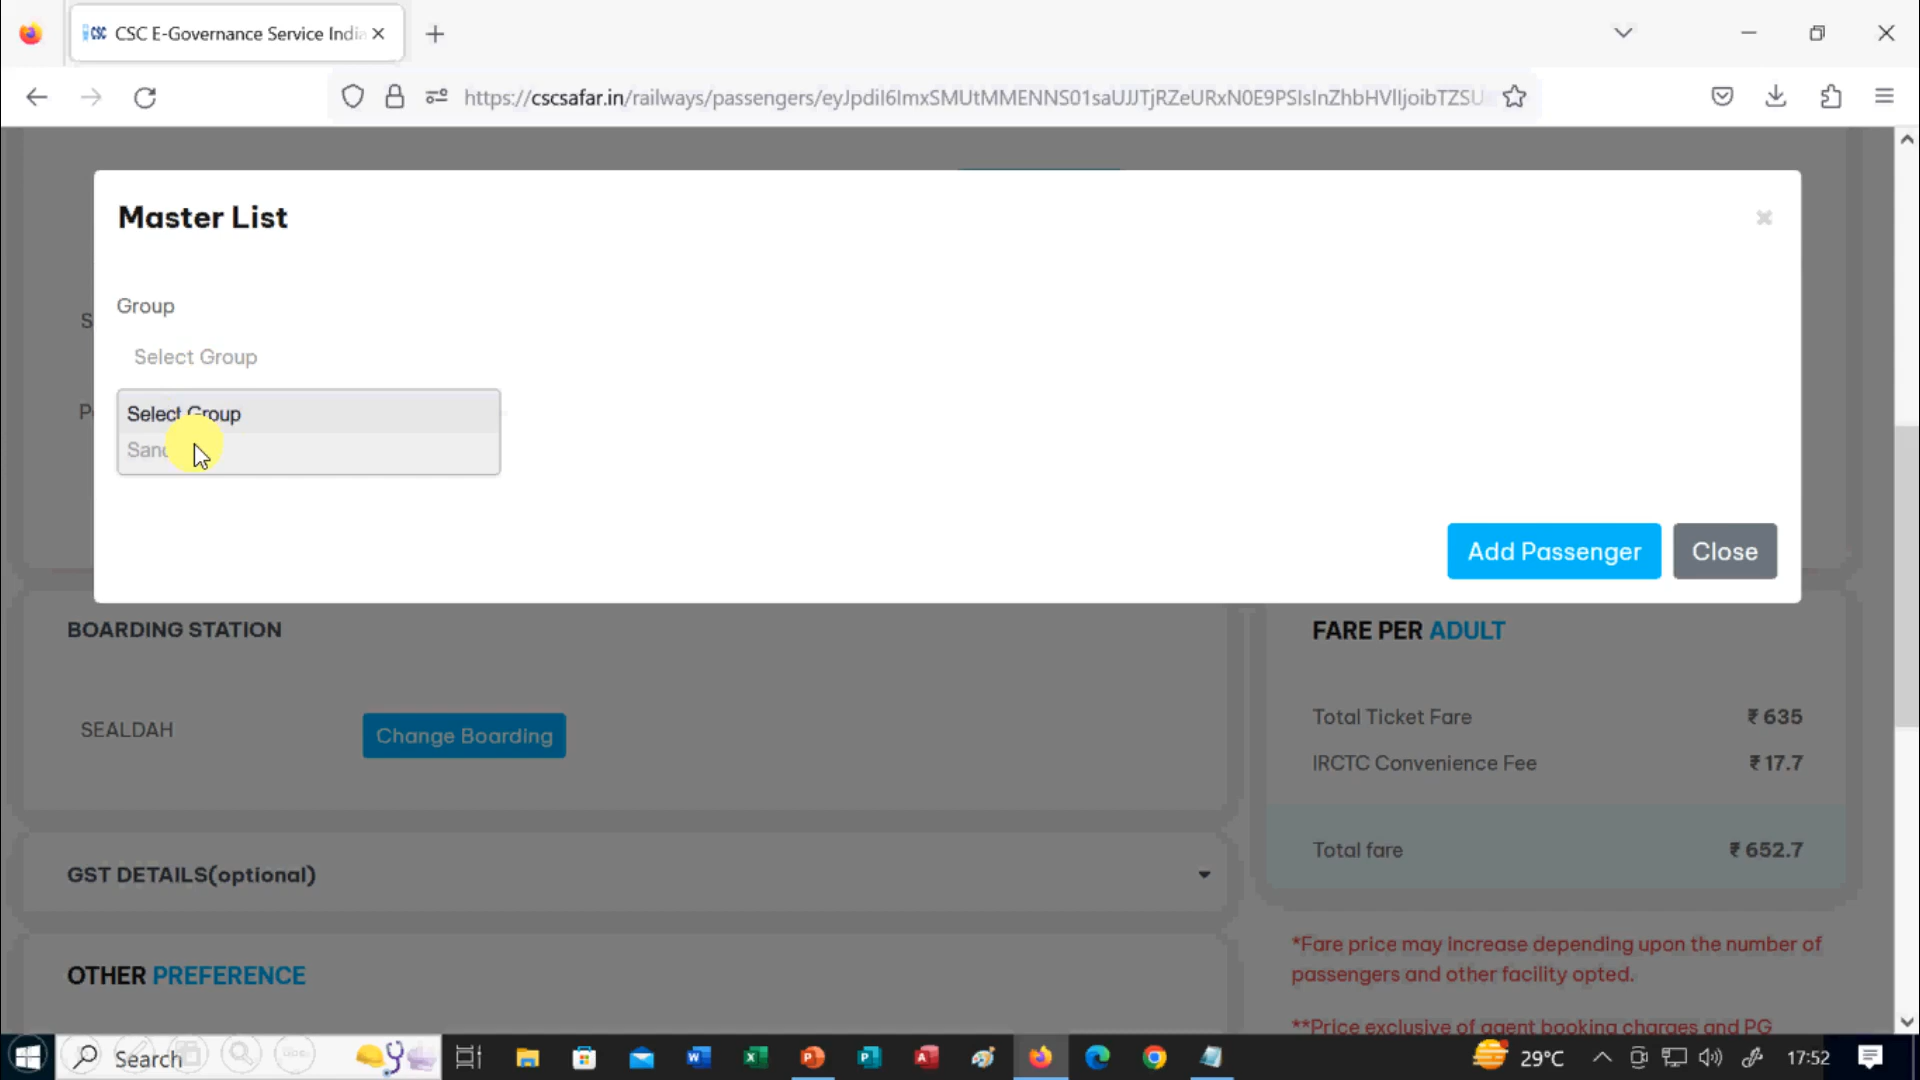 CSC E-Governance Service India
https://cscsafar.in/railways/passengers/
Master List
Group
Select Group
Select Group
BOARDING STATION
SEALDAH
Change Boarding
GST DETAILS(optional)
OTHER PREFERENCE
Add Passenger
Close
FARE PER ADULT
Total Ticket Fare ₹ 635
IRCTC Convenience Fee ₹ 17.7
Total fare ₹ 652.7
*Fare price may increase depending upon the number of
passengers and other facility opted.
**Price exclusive of agent booking charges and PG
Search
29°C
17:52